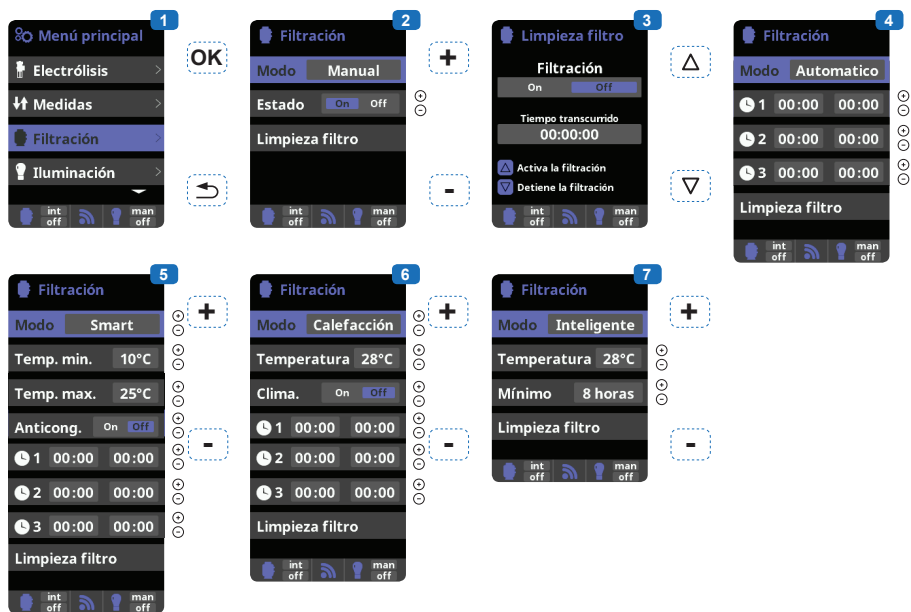 1
Menú principal
Electrólisis
Medidas
Filtración
Iluminación
int off
man off
OK
2
Filtración
Modo Manual
Estado On Off
Limpieza filtro
int off
man off
+
-
3
Limpieza filtro
Filtración
On Off
Tiempo transcurrido
00:00:00
Activa la filtración
Detiene la filtración
int off
man off
4
Filtración
Modo Automatico
1 00:00 00:00
2 00:00 00:00
3 00:00 00:00
Limpieza filtro
int off
man off
5
Filtración
Modo Smart
Temp. min. 10°C
Temp. max. 25°C
Anticong. On Off
1 00:00 00:00
2 00:00 00:00
3 00:00 00:00
Limpieza filtro
int off
man off
+
-
6
Filtración
Modo Calefacción
Temperatura 28°C
Clima. On Off
1 00:00 00:00
2 00:00 00:00
3 00:00 00:00
Limpieza filtro
int off
man off
+
-
7
Filtración
Modo Inteligente
Temperatura 28°C
Mínimo 8 horas
Limpieza filtro
int off
man off
+
-